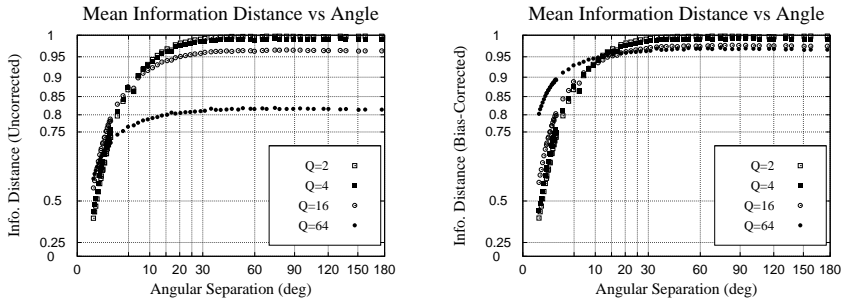 Mean Information Distance vs Angle
Info. Distance (Uncorrected)
1
0.95
0.9
0.85
0.8
0.75
0.5
0.25
0
Q=2
Q=4
Q=16
Q=64
0 10 20 30 60 90 120 150 180
Angular Separation (deg)
Mean Information Distance vs Angle
Info. Distance (Bias-Corrected)
1
0.95
0.9
0.85
0.8
0.75
0.5
0.25
0
Q=2
Q=4
Q=16
Q=64
0 10 20 30 60 90 120 150 180
Angular Separation (deg)